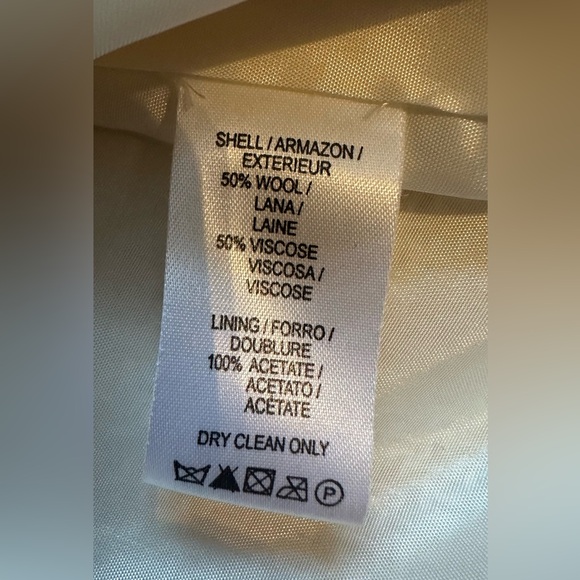 SHELL / ARMAZON /
EXTERIEUR
50% WOOL /
LANA /
LAINE
50% VISCOSE
VISCOSA /
VISCOSE
LINING / FORRO /
DOUBLURE
100% ACETATE /
ACETATO /
ACÉTATE
DRY CLEAN ONLY
P